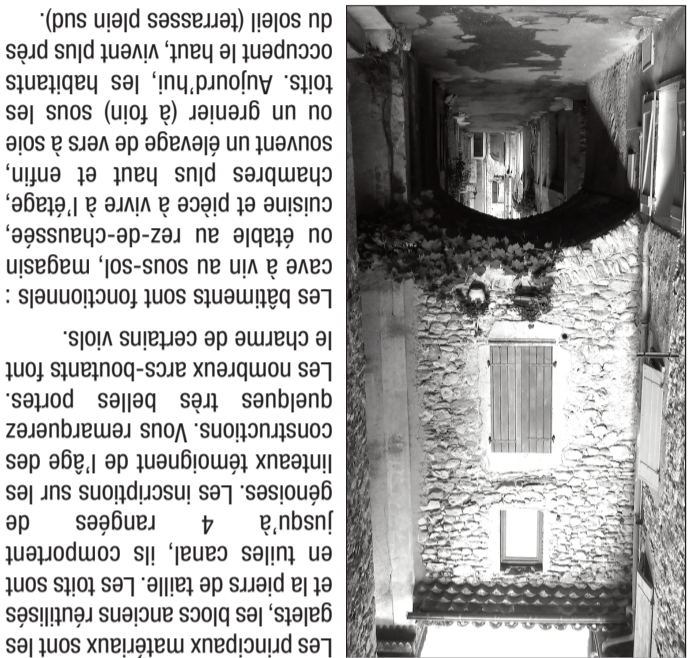 Les principaux matériaux sont les
galets, les blocs anciens réutilisés
et la pierrs de taille. Les toits sont
en tuiles canal, ils comportent
jusqu'à 4 rangées de
génoises. Les inscriptions sur les
linteaux témoignent de l'âge des
constructions. Vous remarquerez
quelques très belles portes.
Les nombreux arcs-boutants font
le charme de certains viols.
Les bâtiments sont fonctionnels :
cave à vin au sous-sol, magasin
ou étable au rez-de-chaussée,
cuisine et pièce à vivre à l'étage,
chambres plus haut et enfin,
souvent un élevage de vers à soie
ou un grenier (à foin) sous les
toits. Aujourd'hui, les habitants
occupent le haut, vivent plus près
du soleil (terrasses plein sud).